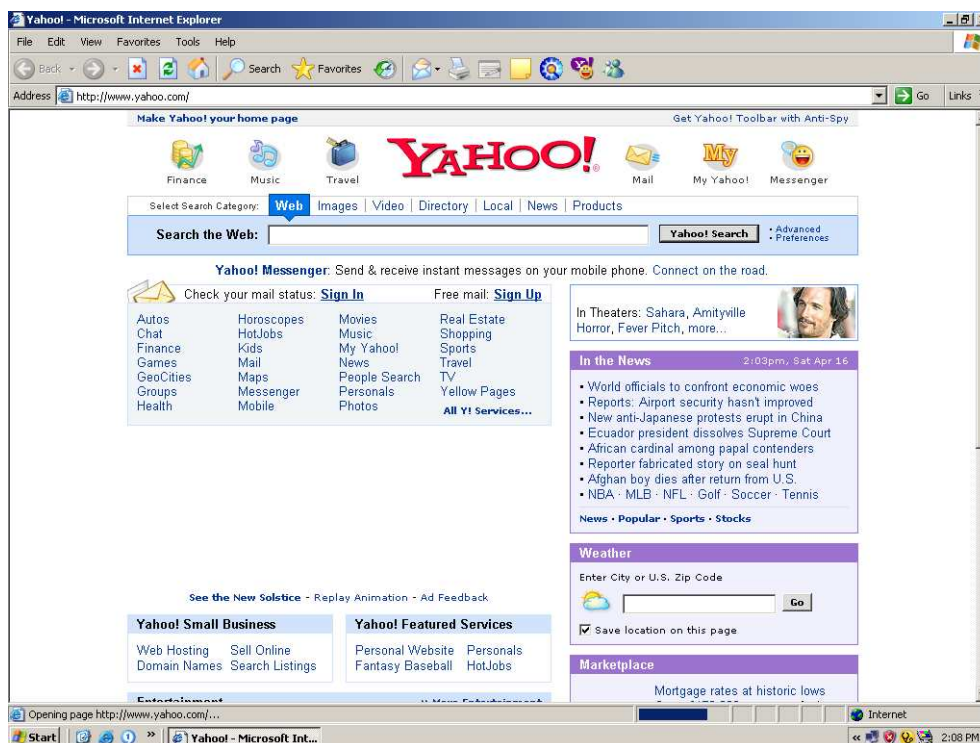 Yahoo! - Microsoft Internet Explorer
File Edit View Favorites Tools Help
Back Search Favorites
Address http://www.yahoo.com/ Go Links
Make Yahoo! your home page Get Yahoo! Toolbar with Anti-Spy
YAHOO!
Finance Music Travel Mail My Yahoo! Messenger
Select Search Category: Web Images | Video | Directory | Local | News | Products
Search the Web: Yahoo! Search • Advanced
• Preferences
Yahoo! Messenger: Send & receive instant messages on your mobile phone. Connect on the road.
Check your mail status: Sign In Free mail: Sign Up
Autos Horoscopes Movies Real Estate
Chat HotJobs Music Shopping
Finance Kids My Yahoo! Sports
Games Mail News Travel
GeoCities Maps People Search TV
Groups Messenger Personals Yellow Pages
Health Mobile Photos All Y! Services...
See the New Solstice - Replay Animation - Ad Feedback
Yahoo! Small Business
Web Hosting Sell Online
Domain Names Search Listings
Yahoo! Featured Services
Personal Website Personals
Fantasy Baseball HotJobs
Entertainment » More Entertainment
In Theaters: Sahara, Amityville
Horror, Fever Pitch, more...
In the News 2:03pm, Sat Apr 16
• World officials to confront economic woes
• Reports: Airport security hasn't improved
• New anti-Japanese protests erupt in China
• Ecuador president dissolves Supreme Court
• African cardinal among papal contenders
• Reporter fabricated story on seal hunt
• Afghan boy dies after return from U.S.
• NBA · MLB · NFL · Golf · Soccer · Tennis
News · Popular · Sports · Stocks
Weather
Enter City or U.S. Zip Code
Go
Save location on this page
Marketplace
Mortgage rates at historic lows
Opening page http://www.yahoo.com/... Internet
Start » Yahoo! - Microsoft Int... « 2:08 PM